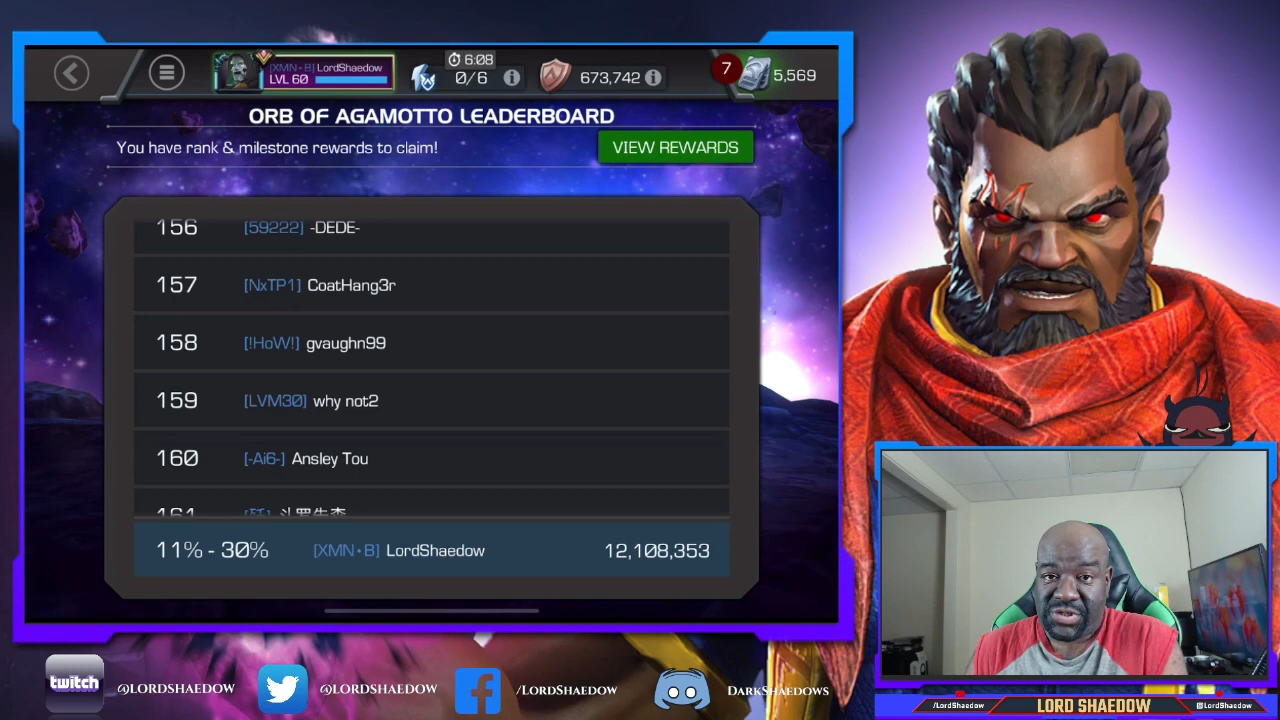 [XMN•B] LordShaedow
LVL 60
6:08
0/6
673,742
7
5,569
ORB OF AGAMOTTO LEADERBOARD
You have rank & milestone rewards to claim!
VIEW REWARDS
156 [59222] -DEDE-
157 [NxTP1] CoatHang3r
158 [!HoW!] gvaughn99
159 [LVM30] why not2
160 [-Ai6-] Ansley Tou
161
11% - 30% [XMN•B] LordShaedow 12,108,353
twitch
@LORDSHAEDOW
@LORDSHAEDOW
/LORDSHAEDOW
DARKSHAEDOWS
/LordShaedow
LORD SHAEDOW
@LordShaedow